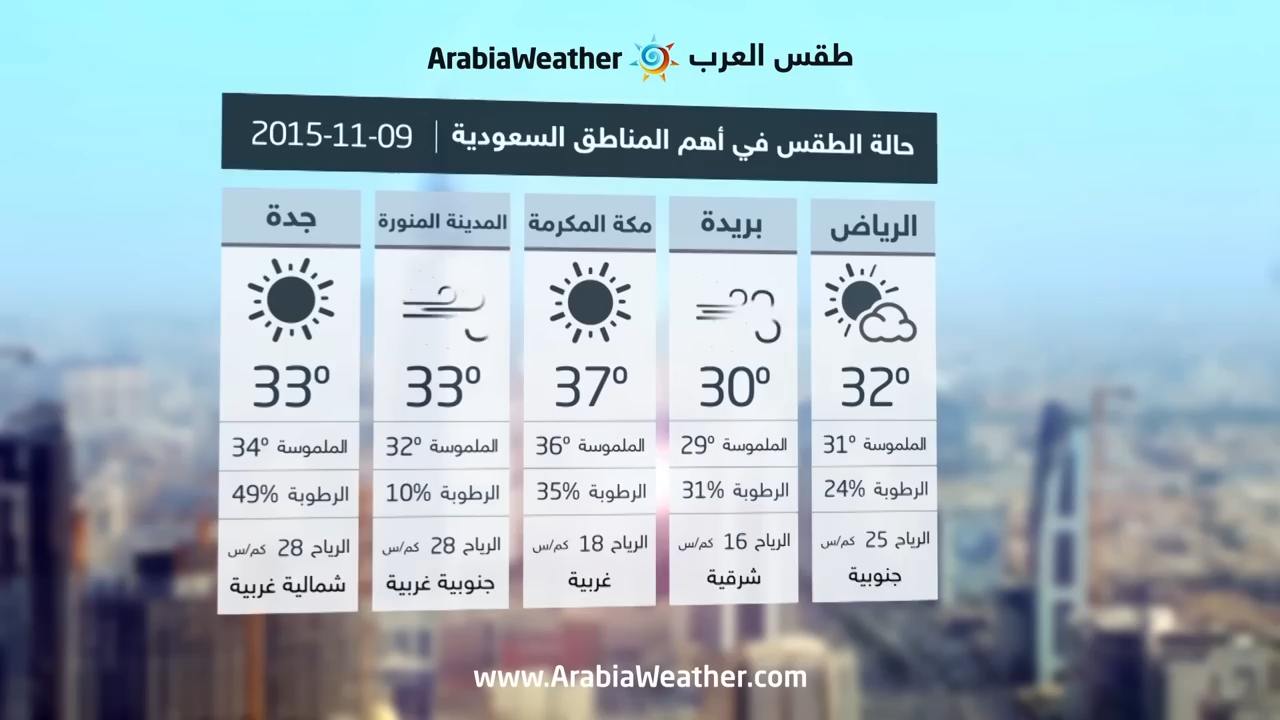 طقس العرب ArabiaWeather
حالة الطقس في أهم المناطق السعودية | 2015-11-09
الرياض
32°
الملموسة 31°
الرطوبة 24%
الرياح 25 كم/س
جنوبية
بريدة
30°
الملموسة 29°
الرطوبة 31%
الرياح 16 كم/س
شرقية
مكة المكرمة
37°
الملموسة 36°
الرطوبة 35%
الرياح 18 كم/س
غربية
المدينة المنورة
33°
الملموسة 32°
الرطوبة 10%
الرياح 28 كم/س
جنوبية غربية
جدة
33°
الملموسة 34°
الرطوبة 49%
الرياح 28 كم/س
شمالية غربية
www.ArabiaWeather.com